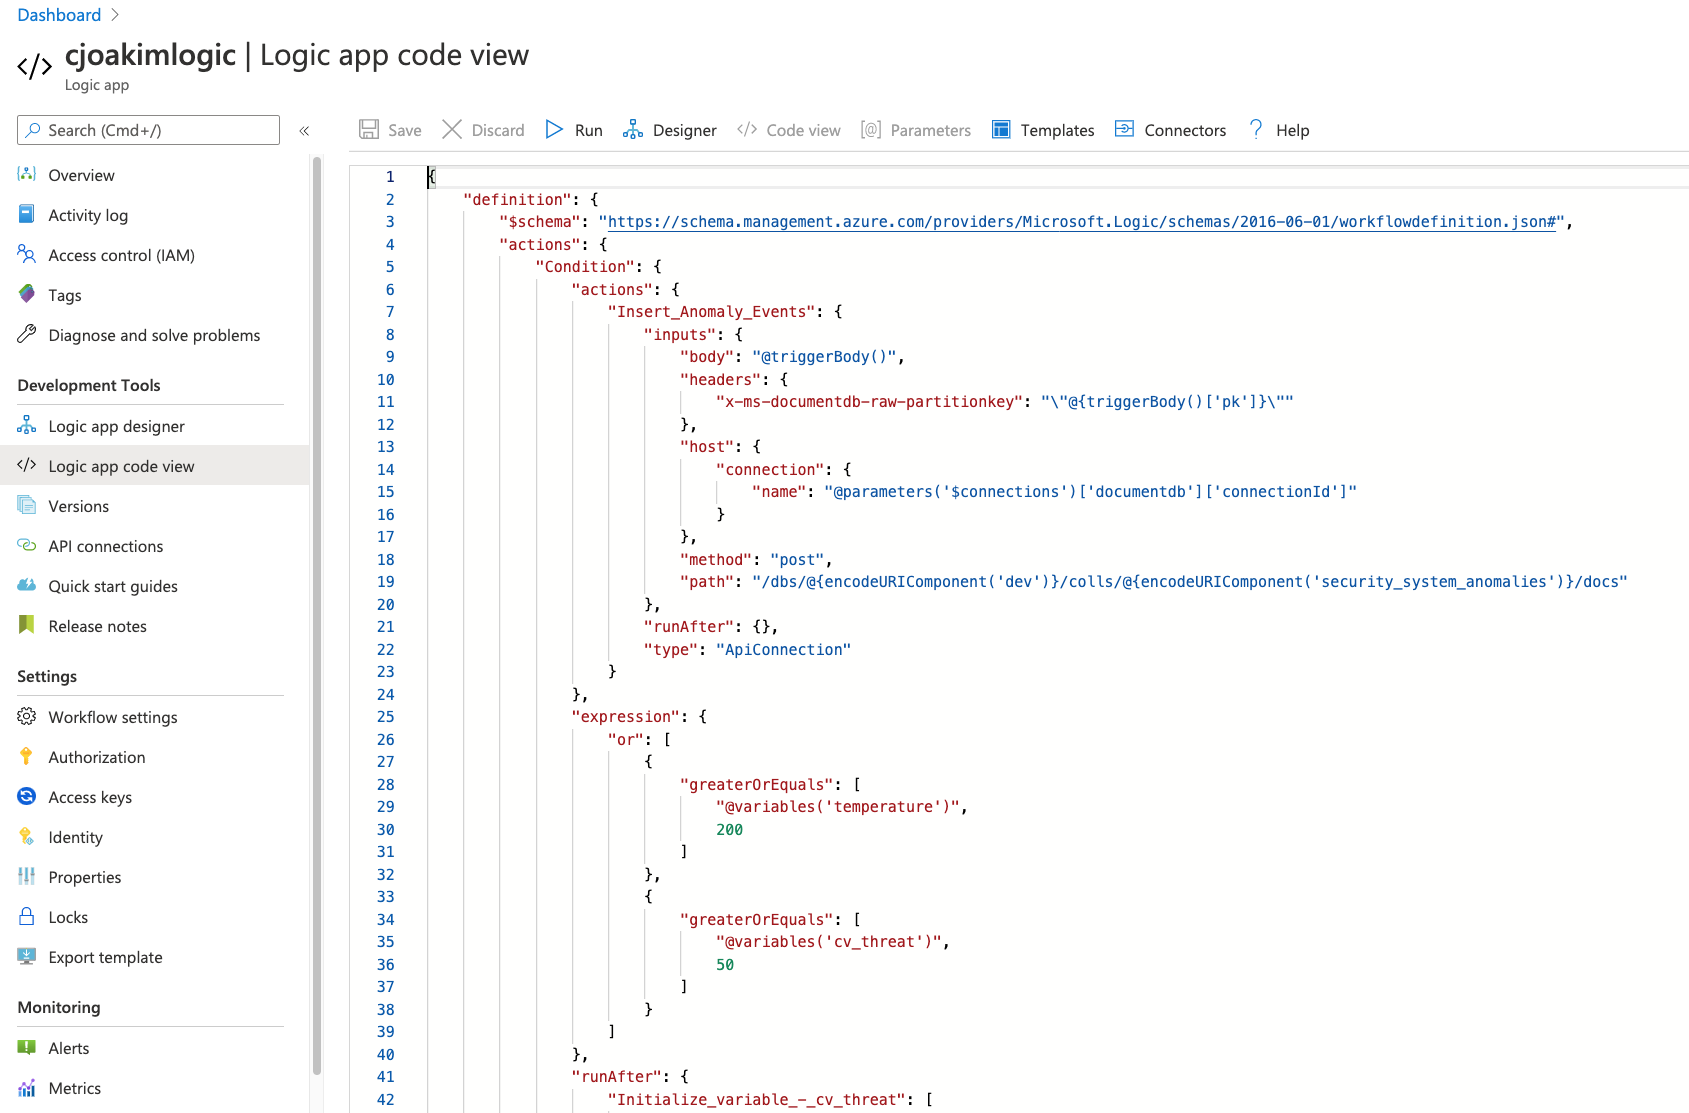 Dashboard
cjoakimlogic | Logic app code view
Logic app
Search (Cmd+/)
Overview
Activity log
Access control (IAM)
Tags
Diagnose and solve problems
Development Tools
Logic app designer
Logic app code view
Versions
API connections
Quick start guides
Release notes
Settings
Workflow settings
Authorization
Access keys
Identity
Properties
Locks
Export template
Monitoring
Alerts
Metrics
Save Discard Run Designer Code view Parameters Templates Connectors Help
1 {
2 "definition": {
3 "$schema": "https://schema.management.azure.com/providers/Microsoft.Logic/schemas/2016-06-01/workflowdefinition.json#",
4 "actions": {
5 "Condition": {
6 "actions": {
7 "Insert_Anomaly_Events": {
8 "inputs": {
9 "body": "@triggerBody()",
10 "headers": {
11 "x-ms-documentdb-raw-partitionkey": "\"@{triggerBody()['pk']}\""
12 },
13 "host": {
14 "connection": {
15 "name": "@parameters('$connections')['documentdb']['connectionId']"
16 }
17 },
18 "method": "post",
19 "path": "/dbs/@{encodeURIComponent('dev')}/colls/@{encodeURIComponent('security_system_anomalies')}/docs"
20 },
21 "runAfter": {},
22 "type": "ApiConnection"
23 }
24 },
25 "expression": {
26 "or": [
27 {
28 "greaterOrEquals": [
29 "@variables('temperature')",
30 200
31 ]
32 },
33 {
34 "greaterOrEquals": [
35 "@variables('cv_threat')",
36 50
37 ]
38 }
39 ]
40 },
41 "runAfter": {
42 "Initialize_variable_-_cv_threat": [